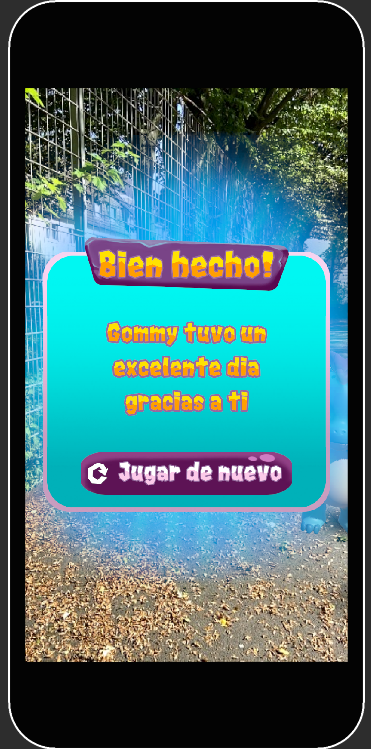 Bien hecho!
Gommy tuvo un
excelente dia
gracias a ti
Jugar de nuevo